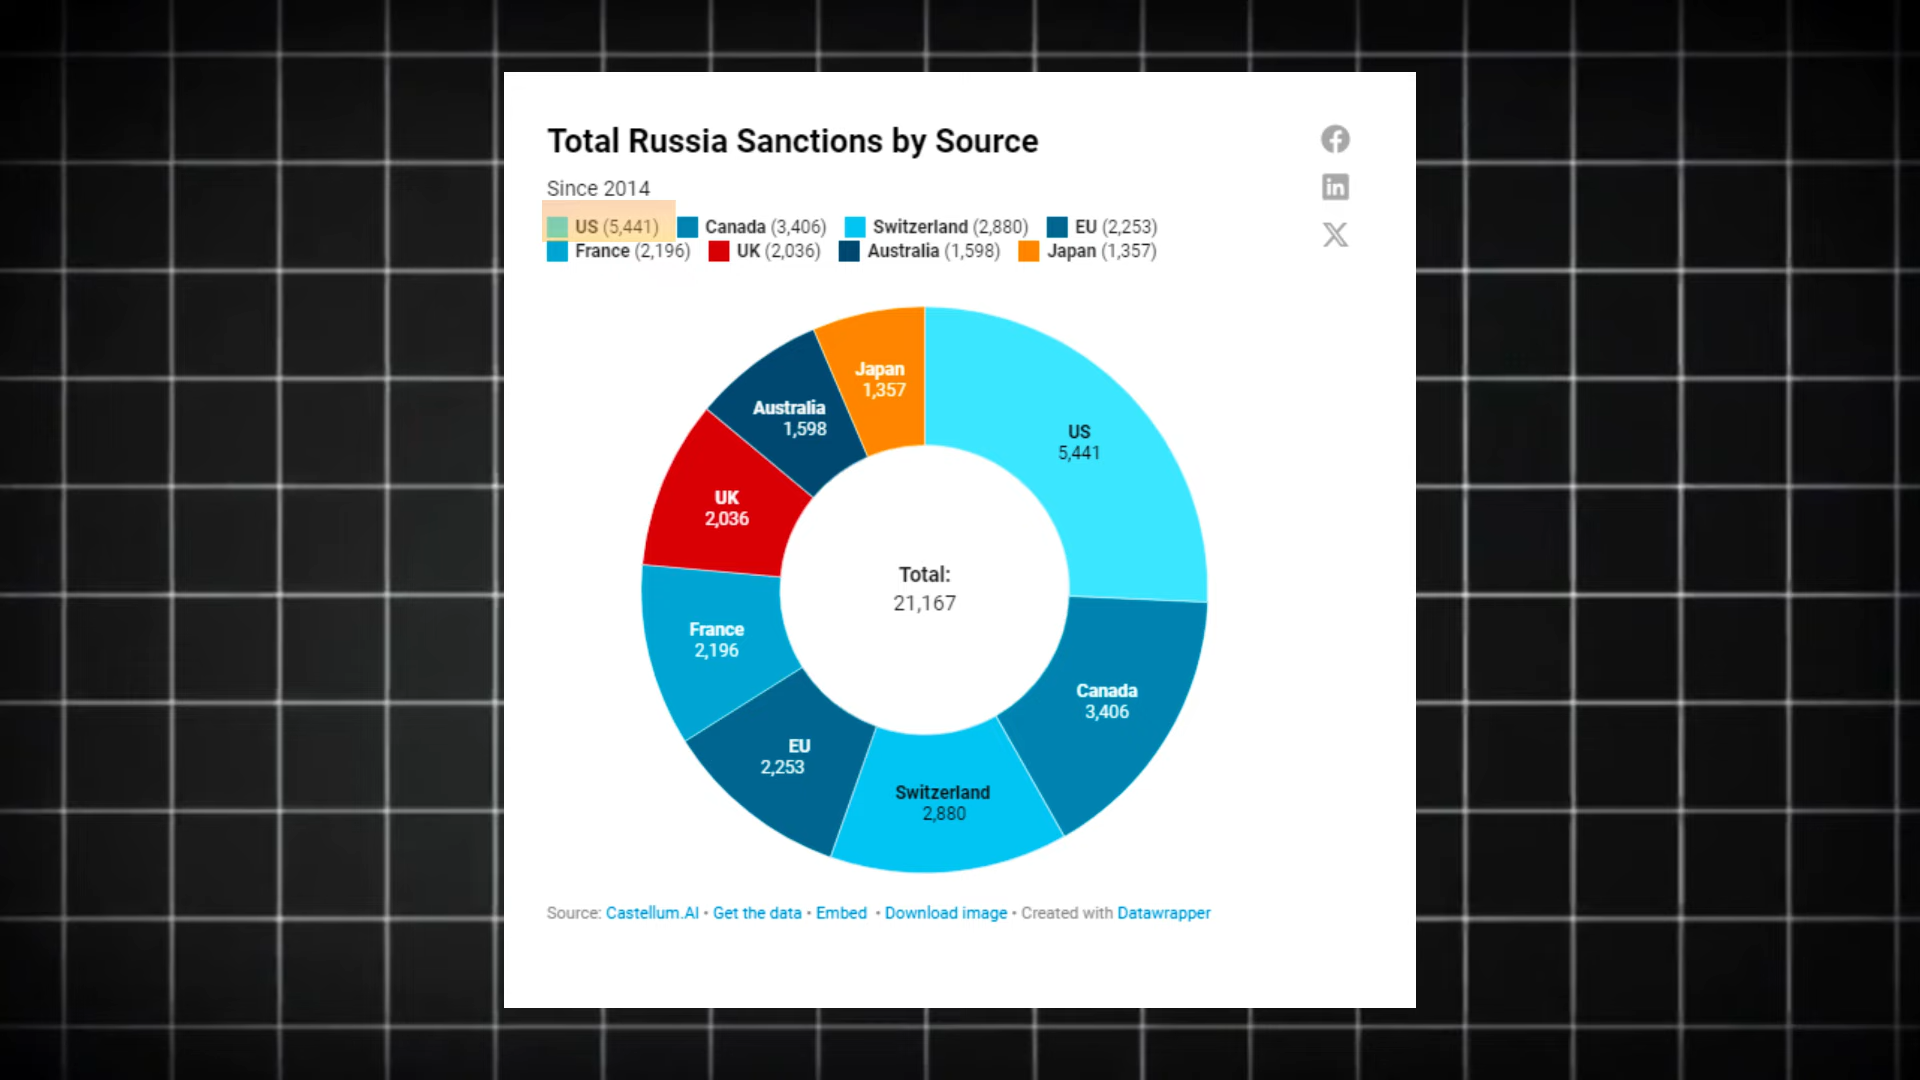 Total Russia Sanctions by Source
Since 2014
US (5,441) Canada (3,406) Switzerland (2,880) EU (2,253)
France (2,196) UK (2,036) Australia (1,598) Japan (1,357)
Japan
1,357
Australia
1,598
US
5,441
UK
2,036
Total:
21,167
France
2,196
Canada
3,406
EU
2,253
Switzerland
2,880
Source: Castellum.AI • Get the data • Embed • Download image • Created with Datawrapper